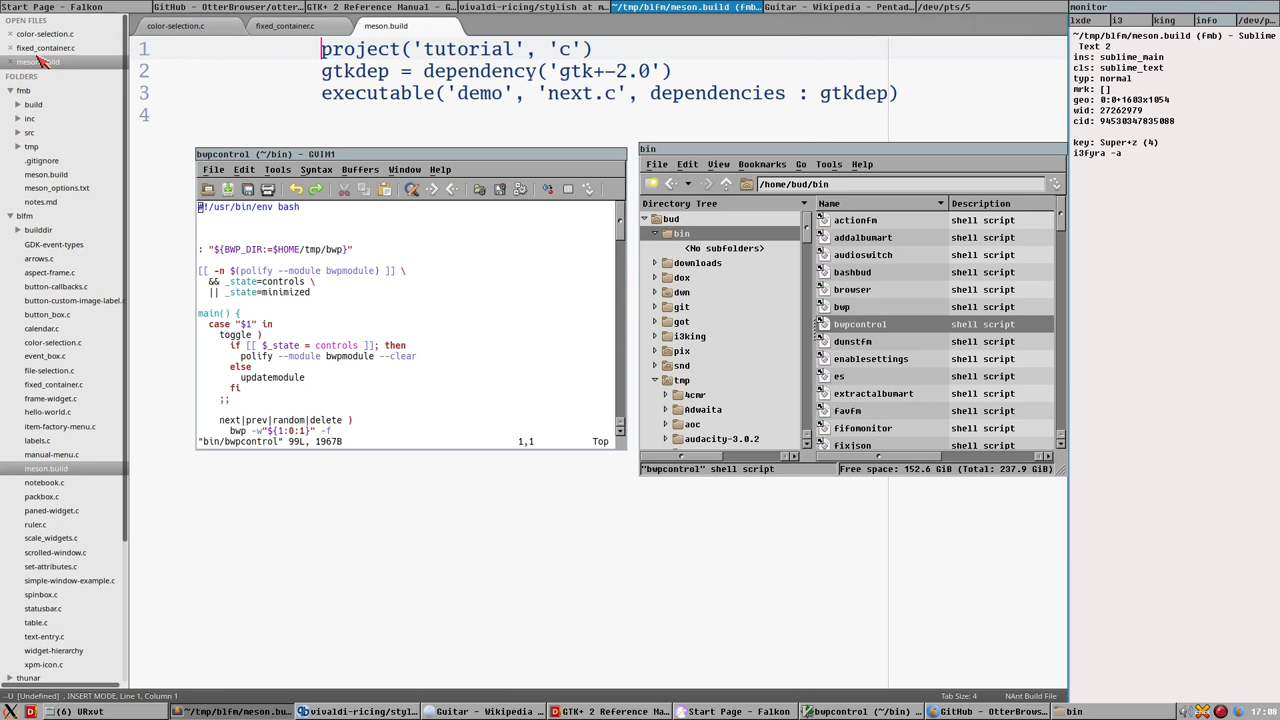 Start Page - Falkon
GitHub - OtterBrowser/otter...
GTK+ 2 Reference Manual - G...
vivaldi-ricing/stylish at m...
~/tmp/blfm/meson.build (fmb...
Guitar - Wikipedia - Pentad...
/dev/pts/5
monitor
OPEN FILES
color-selection.c
fixed_container.c
meson.build
FOLDERS
fmb
build
inc
src
tmp
.gitignore
meson.build
meson_options.txt
notes.md
blfm
builddir
GDK-event-types
arrows.c
aspect-frame.c
button-callbacks.c
button-custom-image-label.c
button_box.c
calendar.c
color-selection.c
event_box.c
file-selection.c
fixed_container.c
frame-widget.c
hello-world.c
item-factory-menu.c
labels.c
manual-menu.c
meson.build
notebook.c
packbox.c
paned-widget.c
ruler.c
scale_widgets.c
scrolled-window.c
set-attributes.c
simple-window-example.c
spinbox.c
statusbar.c
table.c
text-entry.c
widget-hierarchy
xpm-icon.c
thunar
color-selection.c
fixed_container.c
meson.build
1 project('tutorial', 'c')
2 gtkdep = dependency('gtk+-2.0')
3 executable('demo', 'next.c', dependencies : gtkdep)
4
bwpcontrol (~/bin) - GVIM1
File Edit Tools Syntax Buffers Window Help
#!/usr/bin/env bash
: "${BWP_DIR:=$HOME/tmp/bwp}"
[[ -n $(polify --module bwpmodule) ]] \
&& _state=controls \
|| _state=minimized
main() {
case "$1" in
toggle )
if [[ $_state = controls ]]; then
polify --module bwpmodule --clear
else
updatemodule
fi
;;
next|prev|random|delete )
bwp -w"${1:0:1}" -f
"bin/bwpcontrol" 99L, 1967B 1,1 Top
bin
File Edit View Bookmarks Go Tools Help
/home/bud/bin
Directory Tree
bud
bin
<No subfolders>
downloads
dox
dwn
git
got
i3king
pix
snd
tmp
4cmr
Adwaita
aoc
audacity-3.0.2
Name Description
actionfm shell script
addalbumart shell script
audioswitch shell script
bashbud shell script
browser shell script
bwp shell script
bwpcontrol shell script
dunstfm shell script
enablesettings shell script
es shell script
extractalbumart shell script
favfm shell script
fifomonitor shell script
fixison shell script
"bwpcontrol" shell script
Free space: 152.6 GiB (Total: 237.9 GiB)
lxde i3 king info /dev/p...
~/tmp/blfm/meson.build (fmb) - Sublime
Text 2
ins: sublime_main
cls: sublime_text
typ: normal
mrk: []
geo: 0:0+1603x1054
wid: 27262979
cid: 94530347835088
key: Super+z (4)
i3fyra -a
--U [Undefined] , INSERT MODE, Line 1, Column 1
Tab Size: 4
NAnt Build File
(6) URxvt
~/tmp/blfm/meson.bu...
vivaldi-ricing/styl...
Guitar - Wikipedia ...
GTK+ 2 Reference Ma...
Start Page - Falkon
bwpcontrol (~/bin) ...
GitHub - OtterBrows...
bin
17:08